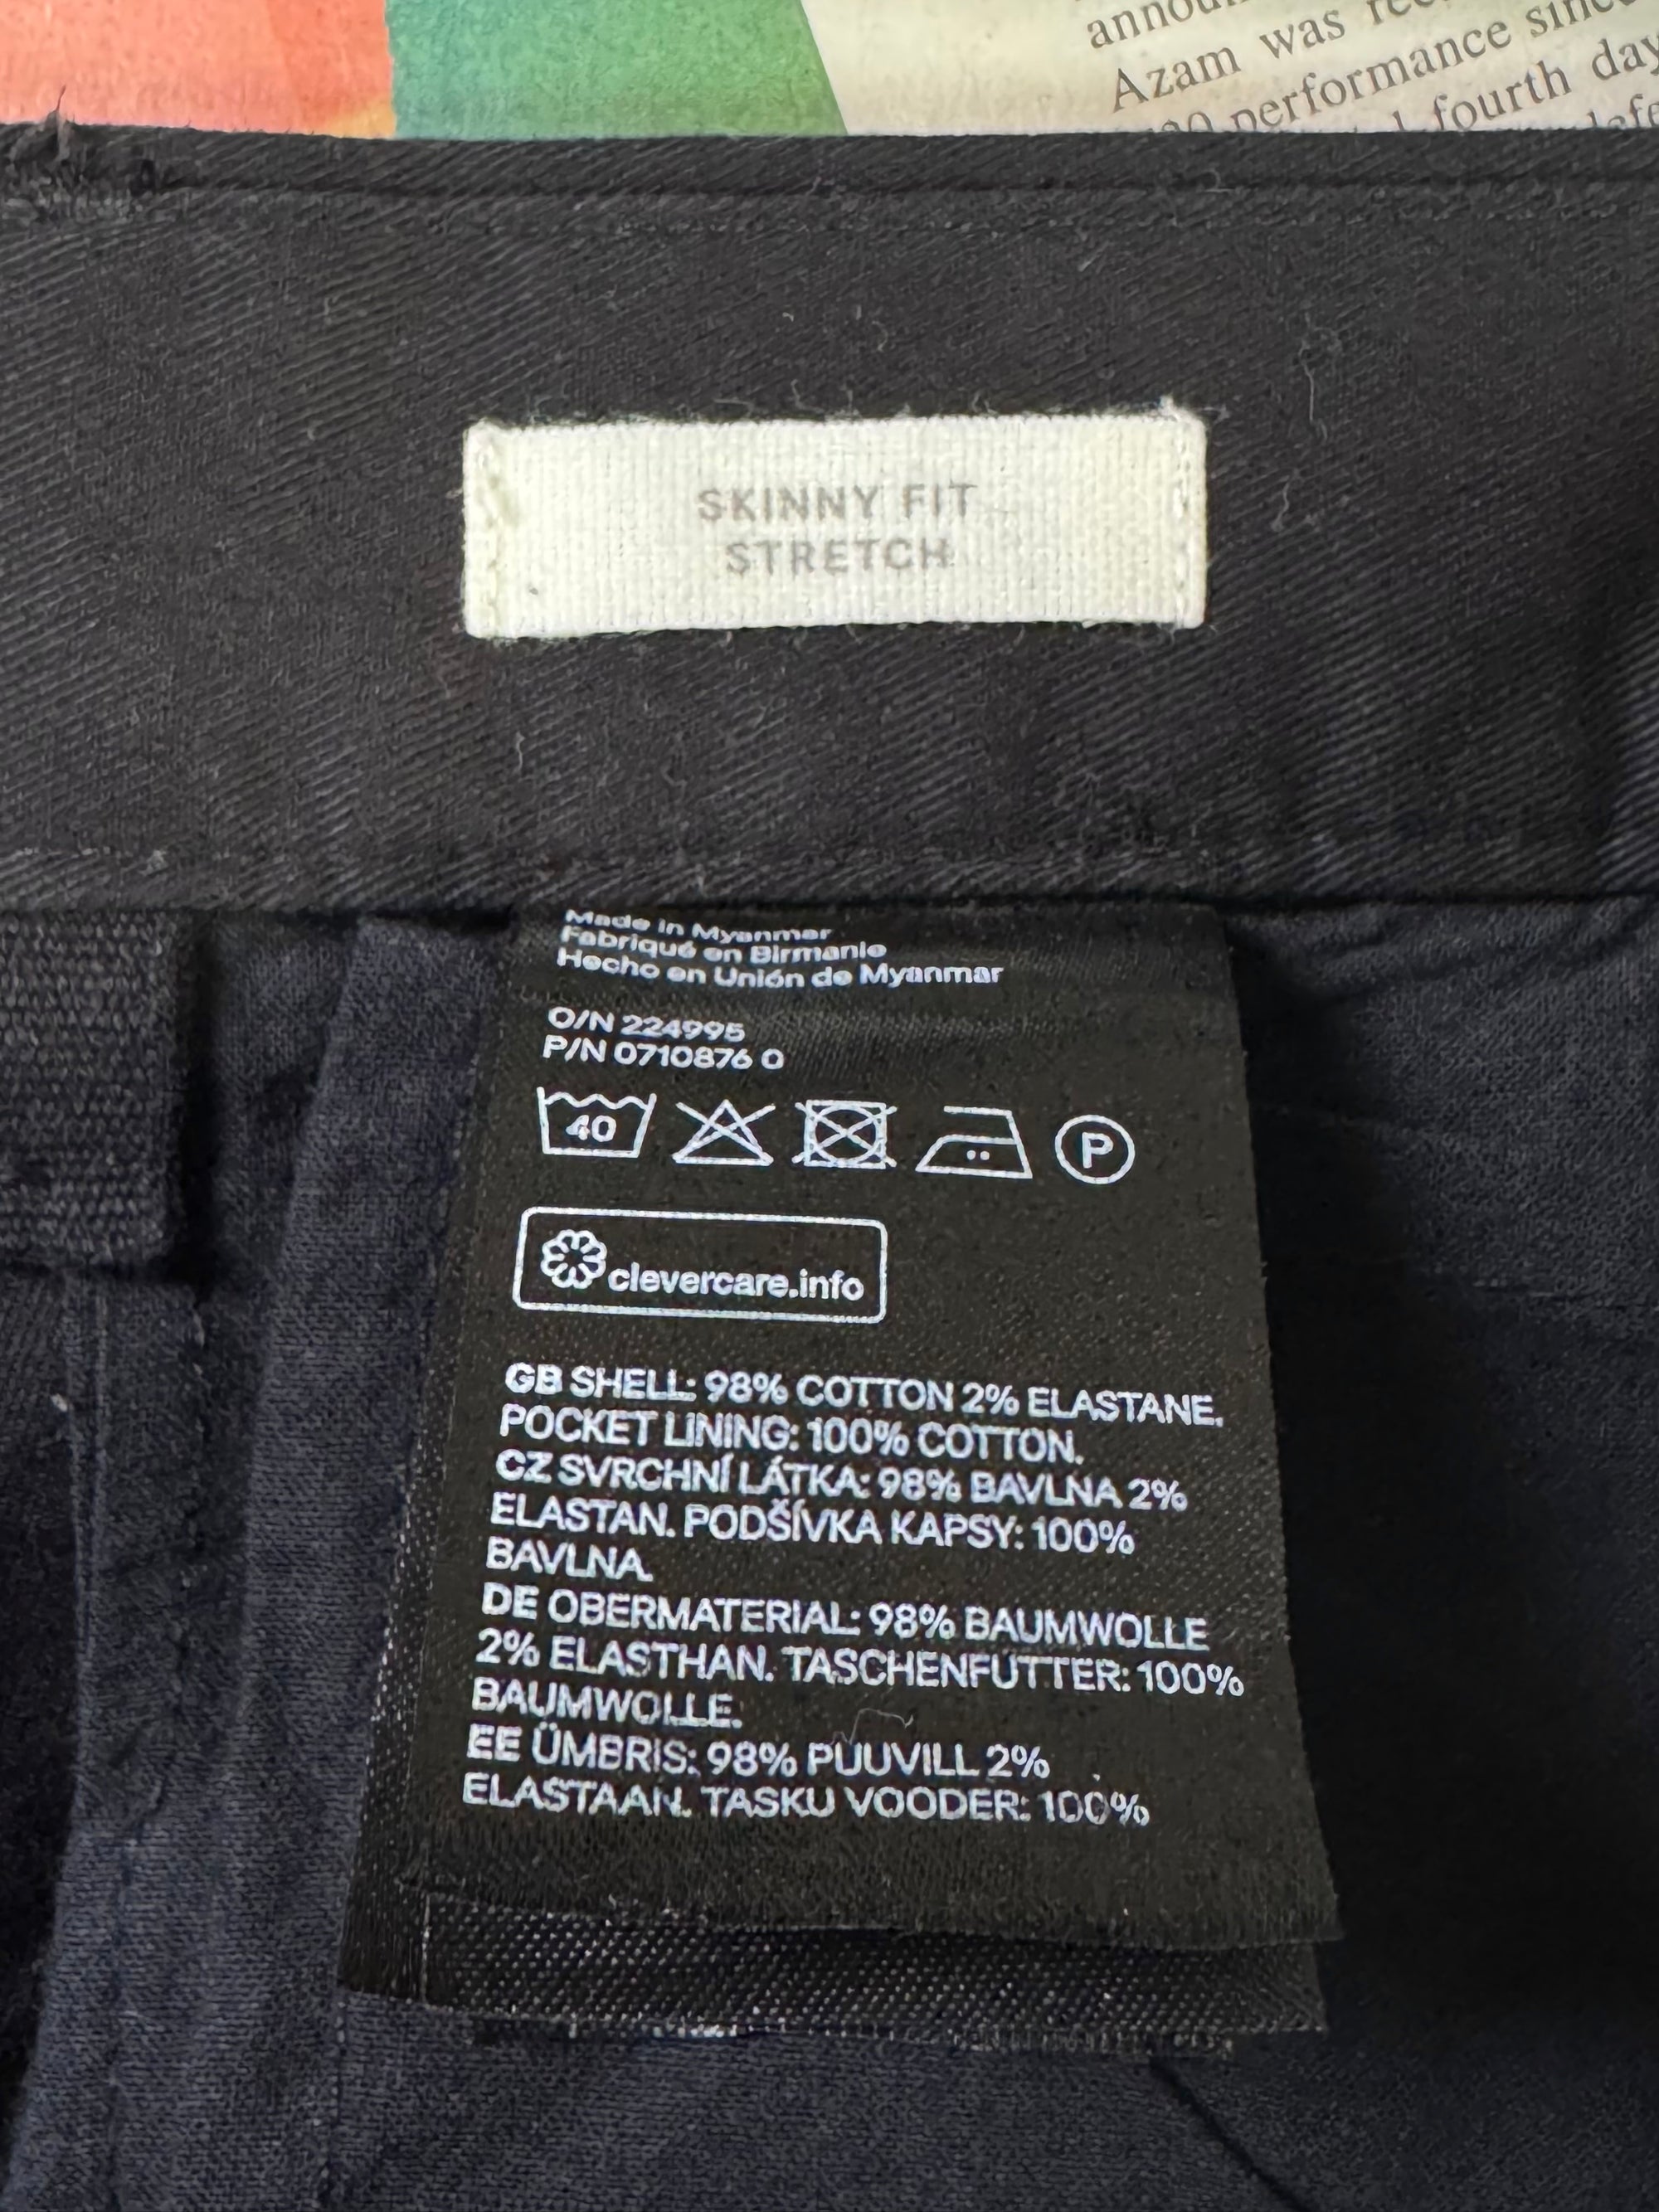 Azam was
performance since
fourth day
SKINNY FIT
STRETCH
Made in Myanmar
Fabriqué en Birmanie
Hecho en Unión de Myanmar
O/N 224995
P/N 0710876 0
40 P
clevercare.info
GB SHELL: 98% COTTON 2% ELASTANE.
POCKET LINING: 100% COTTON.
CZ SVRCHNÍ LÁTKA: 98% BAVLNA 2%
ELASTAN. PODŠÍVKA KAPSY: 100%
BAVLNA.
DE OBERMATERIAL: 98% BAUMWOLLE
2% ELASTHAN. TASCHENFUTTER: 100%
BAUMWOLLE.
EE ÜMBRIS: 98% PUUVILL 2%
ELASTAAN. TASKU VOODER: 100%